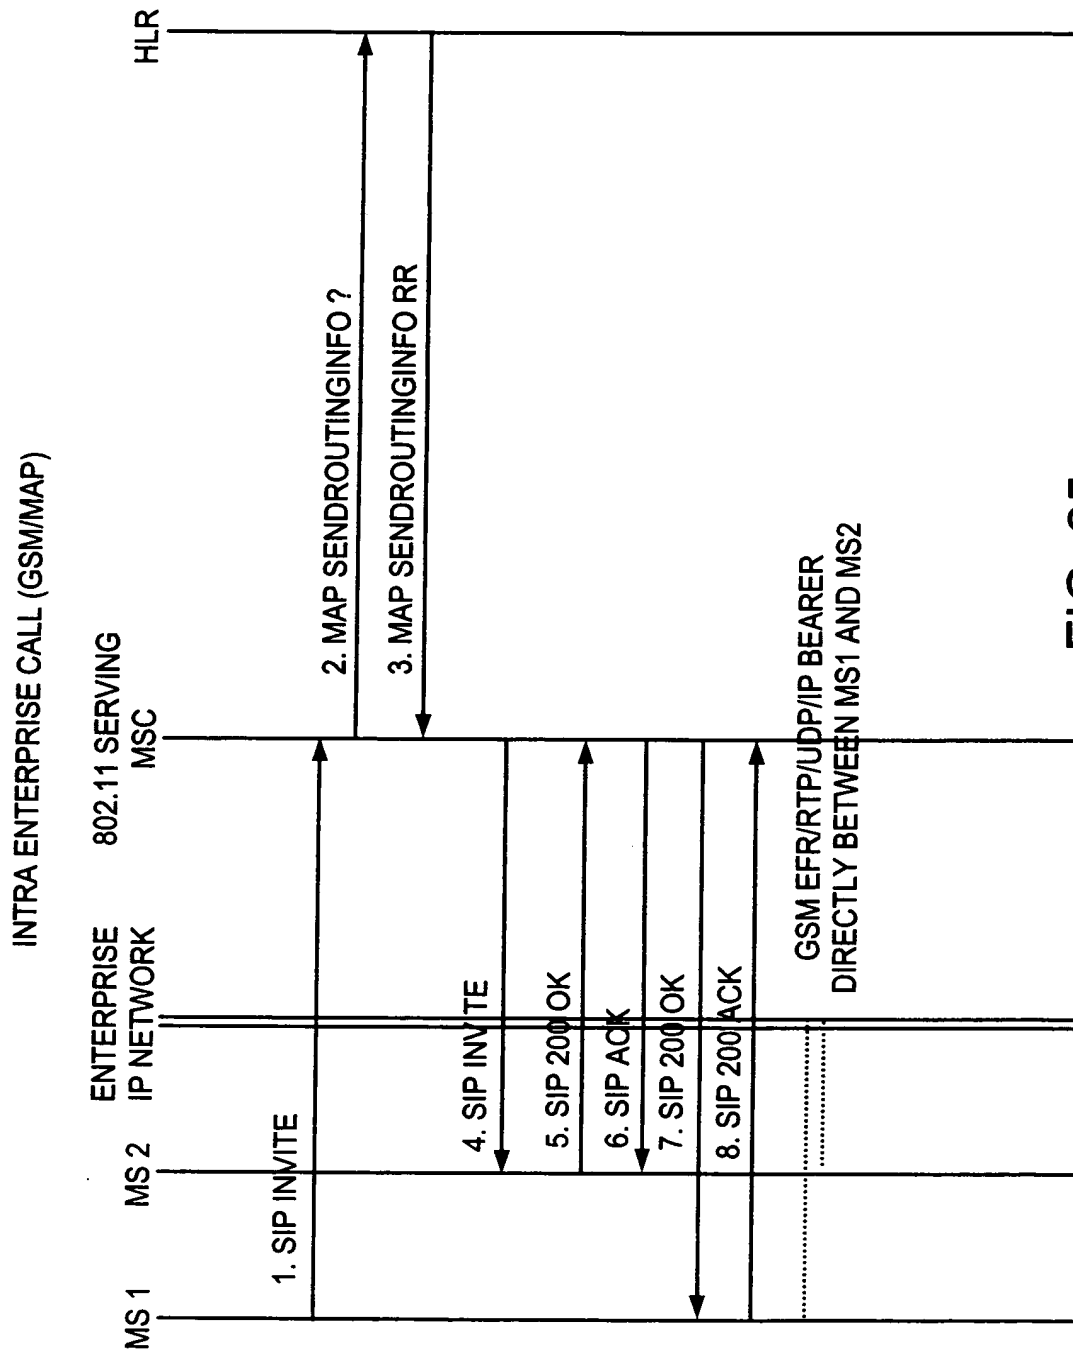 INTRA ENTERPRISE CALL (GSM/MAP)
MS 1
MS 2
ENTERPRISE
IP NETWORK
802.11 SERVING
MSC
HLR
1. SIP INVITE
2. MAP SENDROUTINGINFO ?
3. MAP SENDROUTINGINFO RR
4. SIP INVITE
5. SIP 200 OK
6. SIP ACK
7. SIP 200 OK
8. SIP 200 ACK
GSM EFR/RTP/UDP/IP BEARER
DIRECTLY BETWEEN MS1 AND MS2
FIG.